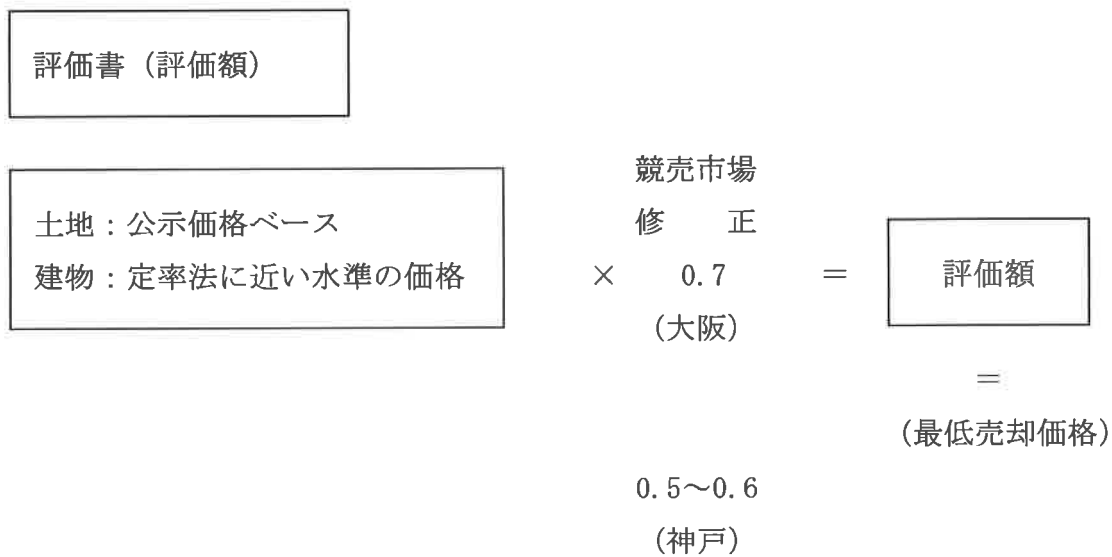 評価書（評価額）
土地：公示価格ベース
建物：定率法に近い水準の価格
×
競売市場
修　　正
0.7
（大阪）
＝
評価額
＝
（最低売却価格）
0.5～0.6
（神戸）